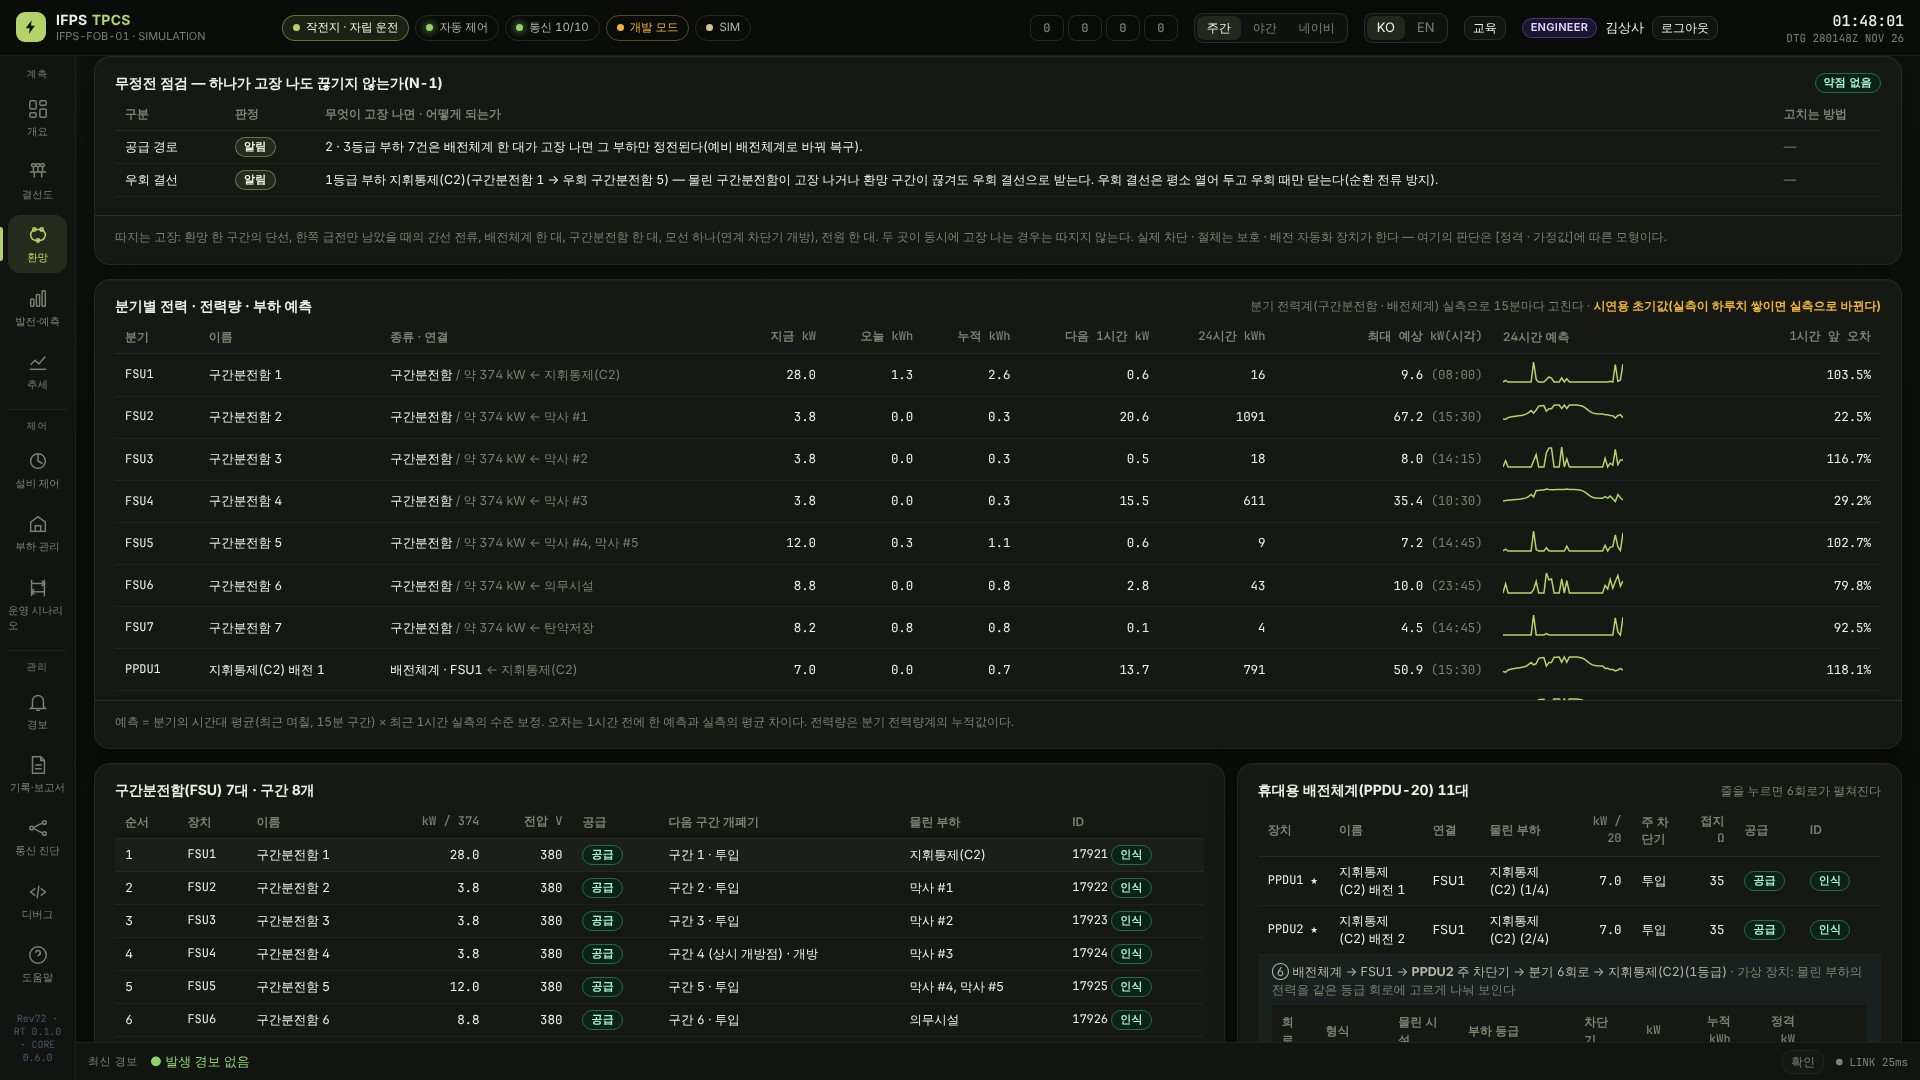 IFPS TPCS
IFPS-FOB-01 · SIMULATION
작전지 · 자립 운전
자동 제어
통신 10/10
개발 모드
SIM
0 0 0 0
주간 야간 네이비
KO EN
교육
ENGINEER 김상사 로그아웃
01:48:01
DTG 280148Z NOV 26
계측
개요
결선도
환망
발전·예측
추세
제어
설비 제어
부하 관리
운영 시나리
오
관리
경보
기록·보고서
통신 진단
디버그
도움말
Rev72 ·
RT 0.1.0
· CORE
0.6.0
무정전 점검 — 하나가 고장 나도 끊기지 않는가(N-1)
약점 없음
구분 판정 무엇이 고장 나면 · 어떻게 되는가 고치는 방법
공급 경로 알림 2 · 3등급 부하 7건은 배전체계 한 대가 고장 나면 그 부하만 정전된다(예비 배전체계로 바꿔 복구). —
우회 결선 알림 1등급 부하 지휘통제(C2)(구간분전함 1 → 우회 구간분전함 5) — 물린 구간분전함이 고장 나거나 환망 구간이 끊겨도 우회 결선으로 받는다. 우회 결선은 평소 열어 두고 우회 때만 닫는다(순환 전류 방지). —
따지는 고장: 환망 한 구간의 단선, 한쪽 급전만 남았을 때의 간선 전류, 배전체계 한 대, 구간분전함 한 대, 모선 하나(연계 차단기 개방), 전원 한 대. 두 곳이 동시에 고장 나는 경우는 따지지 않는다. 실제 차단 · 절체는 보호 · 배전 자동화 장치가 한다 — 여기의 판단은 [정격 · 가정값]에 따른 모형이다.
분기별 전력 · 전력량 · 부하 예측
분기 전력계(구간분전함 · 배전체계) 실측으로 15분마다 고친다 · 시연용 초기값(실측이 하루치 쌓이면 실측으로 바뀐다)
분기 이름 종류 · 연결 지금 kW 오늘 kWh 누적 kWh 다음 1시간 kW 24시간 kWh 최대 예상 kW(시각) 24시간 예측 1시간 앞 오차
FSU1 구간분전함 1 구간분전함 / 약 374 kW ← 지휘통제(C2) 28.0 1.3 2.6 0.6 16 9.6 (08:00) 103.5%
FSU2 구간분전함 2 구간분전함 / 약 374 kW ← 막사 #1 3.8 0.0 0.3 20.6 1091 67.2 (15:30) 22.5%
FSU3 구간분전함 3 구간분전함 / 약 374 kW ← 막사 #2 3.8 0.0 0.3 0.5 18 8.0 (14:15) 116.7%
FSU4 구간분전함 4 구간분전함 / 약 374 kW ← 막사 #3 3.8 0.0 0.3 15.5 611 35.4 (10:30) 29.2%
FSU5 구간분전함 5 구간분전함 / 약 374 kW ← 막사 #4, 막사 #5 12.0 0.3 1.1 0.6 9 7.2 (14:45) 102.7%
FSU6 구간분전함 6 구간분전함 / 약 374 kW ← 의무시설 8.8 0.0 0.8 2.8 43 10.0 (23:45) 79.8%
FSU7 구간분전함 7 구간분전함 / 약 374 kW ← 탄약저장 8.2 0.8 0.8 0.1 4 4.5 (14:45) 92.5%
PPDU1 지휘통제(C2) 배전 1 배전체계 · FSU1 ← 지휘통제(C2) 7.0 0.0 0.7 13.7 791 50.9 (15:30) 118.1%
예측 = 분기의 시간대 평균(최근 며칠, 15분 구간) × 최근 1시간 실측의 수준 보정. 오차는 1시간 전에 한 예측과 실측의 평균 차이다. 전력량은 분기 전력량계의 누적값이다.
구간분전함(FSU) 7대 · 구간 8개
순서 장치 이름 kW / 374 전압 V 공급 다음 구간 개폐기 물린 부하 ID
1 FSU1 구간분전함 1 28.0 380 공급 구간 1 · 투입 지휘통제(C2) 17921 인식
2 FSU2 구간분전함 2 3.8 380 공급 구간 2 · 투입 막사 #1 17922 인식
3 FSU3 구간분전함 3 3.8 380 공급 구간 3 · 투입 막사 #2 17923 인식
4 FSU4 구간분전함 4 3.8 380 공급 구간 4 (상시 개방점) · 개방 막사 #3 17924 인식
5 FSU5 구간분전함 5 12.0 380 공급 구간 5 · 투입 막사 #4, 막사 #5 17925 인식
6 FSU6 구간분전함 6 8.8 380 공급 구간 6 · 투입 의무시설 17926 인식
휴대용 배전체계(PPDU-20) 11대
줄을 누르면 6회로가 펼쳐진다
장치 이름 연결 물린 부하 kW / 20 주 차단기 접지 Ω 공급 ID
PPDU1 ★ 지휘통제(C2) 배전 1 FSU1 지휘통제(C2) (1/4) 7.0 투입 35 공급 인식
PPDU2 ★ 지휘통제(C2) 배전 2 FSU1 지휘통제(C2) (2/4) 7.0 투입 35 공급 인식
⑥ 배전체계 → FSU1 → PPDU2 주 차단기 → 분기 6회로 → 지휘통제(C2)(1등급) · 가상 장치: 물린 부하의
전력을 같은 등급 회로에 고르게 나눠 보인다
회로 형식 물린 시설 부하 등급 차단기 kW 누적 kWh 정격 kW
최신 경보 발생 경보 없음
확인 LINK 25ms